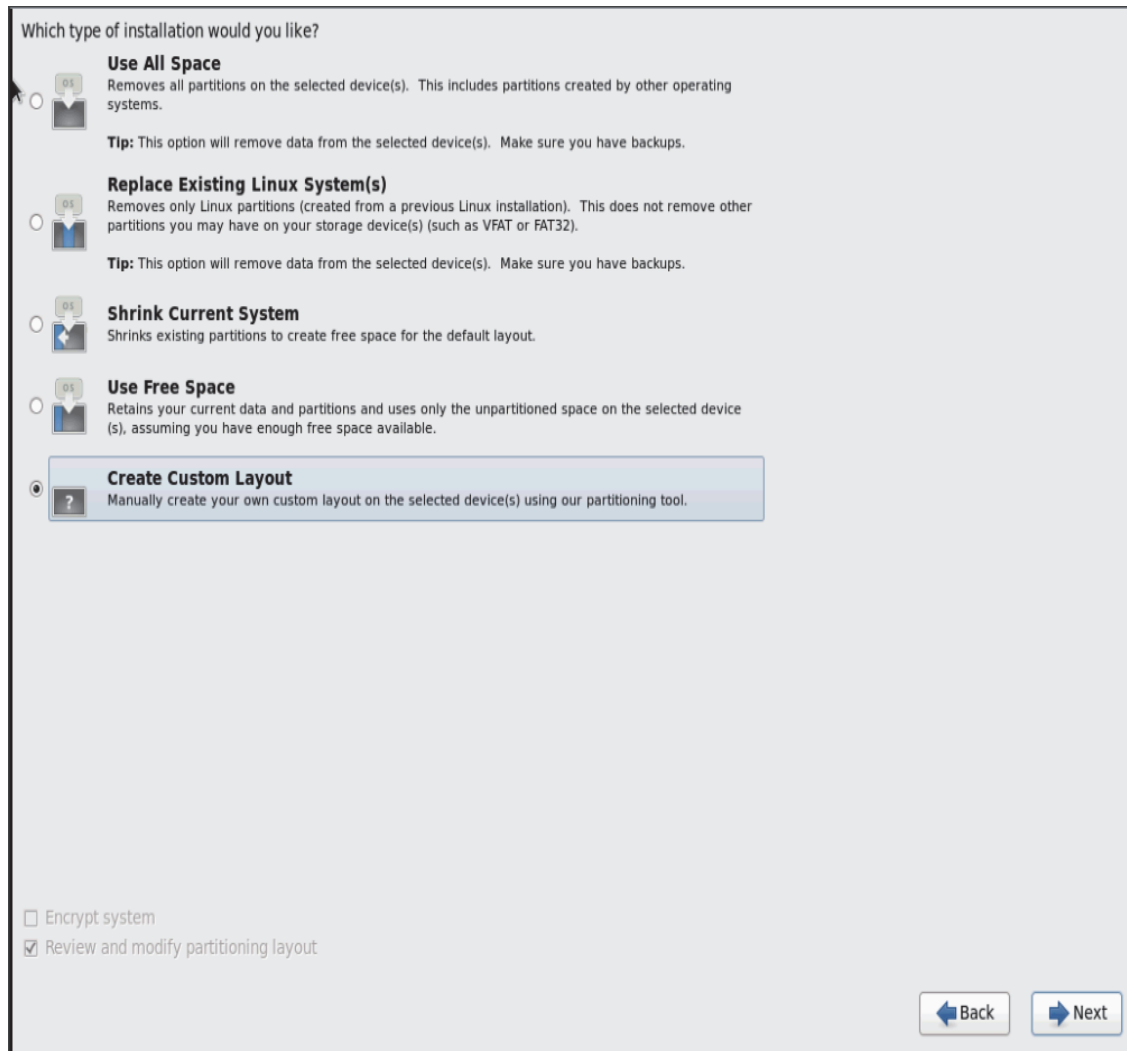 Which type of installation would you like?
Use All Space
Removes all partitions on the selected device(s). This includes partitions created by other operating
systems.
Tip: This option will remove data from the selected device(s). Make sure you have backups.
Replace Existing Linux System(s)
Removes only Linux partitions (created from a previous Linux installation). This does not remove other
partitions you may have on your storage device(s) (such as VFAT or FAT32).
Tip: This option will remove data from the selected device(s). Make sure you have backups.
Shrink Current System
Shrinks existing partitions to create free space for the default layout.
Use Free Space
Retains your current data and partitions and uses only the unpartitioned space on the selected device
(s), assuming you have enough free space available.
Create Custom Layout
Manually create your own custom layout on the selected device(s) using our partitioning tool.
OS
OS
OS
OS
?
Encrypt system
Review and modify partitioning layout
Back
Next